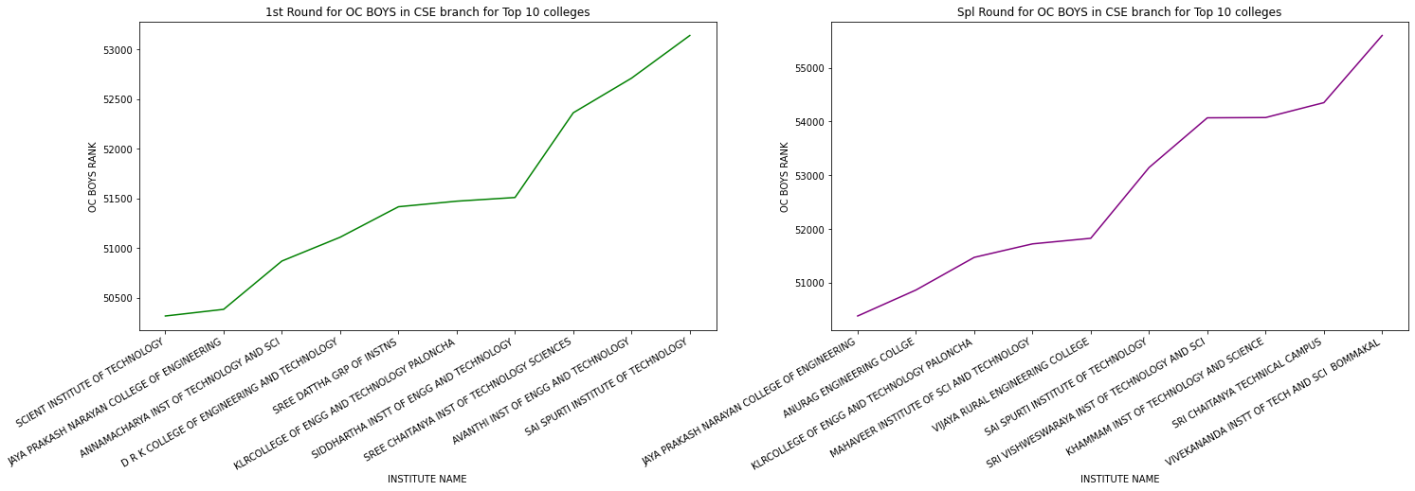 1st Round for OC BOYS in CSE branch for Top 10 colleges
OC BOYS RANK
53000
52500
52000
51500
51000
50500
SCIENT INSTITUTE OF TECHNOLOGY
JAYA PRAKASH NARAYAN COLLEGE OF ENGINEERING
ANNAMACHARYA INST OF TECHNOLOGY AND SCI
D R K COLLEGE OF ENGINEERING AND TECHNOLOGY
SREE DATTHA GRP OF INSTNS
KLRCOLLEGE OF ENGG AND TECHNOLOGY PALONCHA
SIDDHARTHA INSTT OF ENGG AND TECHNOLOGY
SREE CHAITANYA INST OF TECHNOLOGY SCIENCES
AVANTHI INST OF ENGG AND TECHNOLOGY
SAI SPURTI INSTITUTE OF TECHNOLOGY
INSTITUTE NAME
Spl Round for OC BOYS in CSE branch for Top 10 colleges
OC BOYS RANK
55000
54000
53000
52000
51000
JAYA PRAKASH NARAYAN COLLEGE OF ENGINEERING
ANURAG ENGINEERING COLLGE
KLRCOLLEGE OF ENGG AND TECHNOLOGY PALONCHA
MAHAVEER INSTITUTE OF SCI AND TECHNOLOGY
VIJAYA RURAL ENGINEERING COLLEGE
SAI SPURTI INSTITUTE OF TECHNOLOGY
SRI VISHWESWARAYA INST OF TECHNOLOGY AND SCI
KHAMMAM INST OF TECHNOLOGY AND SCIENCE
SRI CHAITANYA TECHNICAL CAMPUS
VIVEKANANDA INSTT OF TECH AND SCI  BOMMAKAL
INSTITUTE NAME